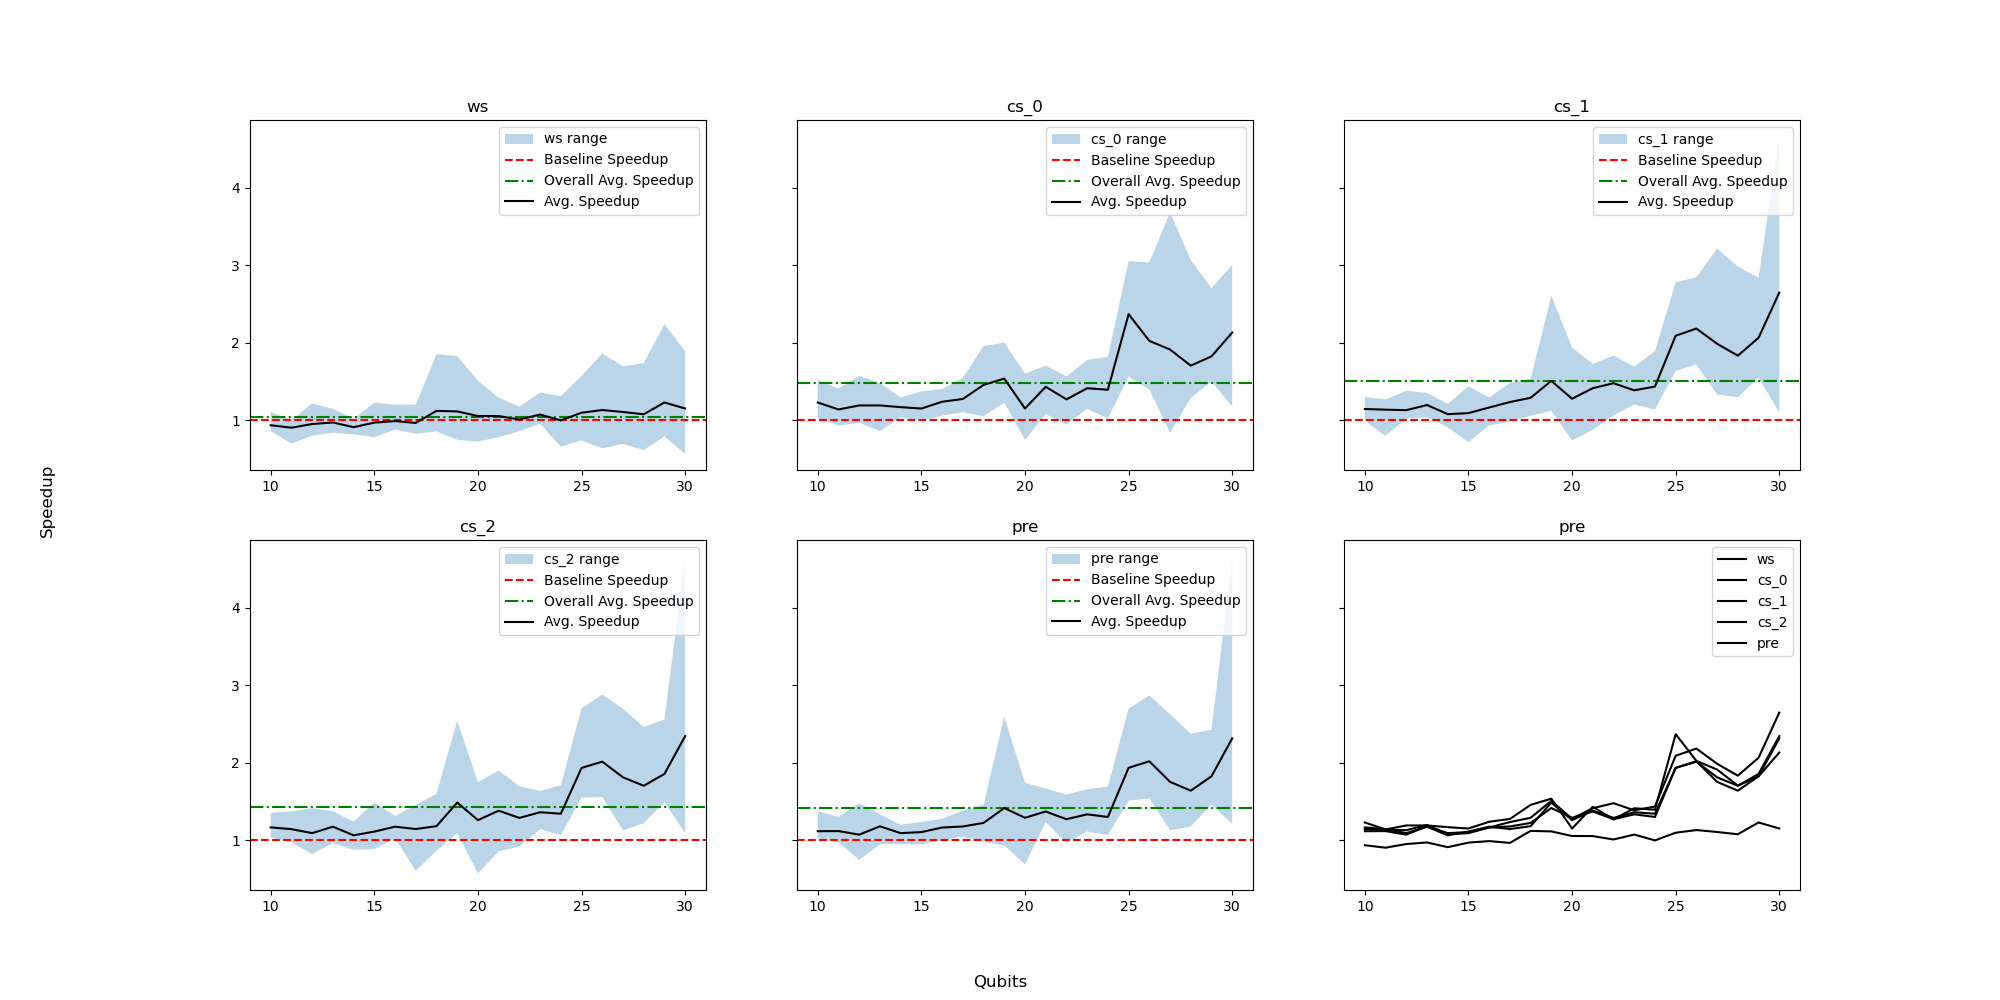 ws
ws range
Baseline Speedup
Overall Avg. Speedup
Avg. Speedup
4
3
2
1
10 15 20 25 30
cs_0
cs_0 range
Baseline Speedup
Overall Avg. Speedup
Avg. Speedup
10 15 20 25 30
cs_1
cs_1 range
Baseline Speedup
Overall Avg. Speedup
Avg. Speedup
10 15 20 25 30
Speedup
cs_2
cs_2 range
Baseline Speedup
Overall Avg. Speedup
Avg. Speedup
4
3
2
1
10 15 20 25 30
pre
pre range
Baseline Speedup
Overall Avg. Speedup
Avg. Speedup
10 15 20 25 30
pre
ws
cs_0
cs_1
cs_2
pre
10 15 20 25 30
Qubits